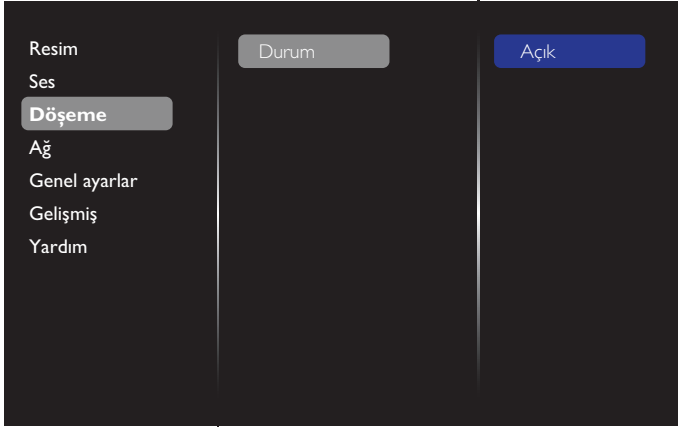 Resim
Ses
Döşeme
Ağ
Genel ayarlar
Gelişmiş
Yardım
Durum
Açık